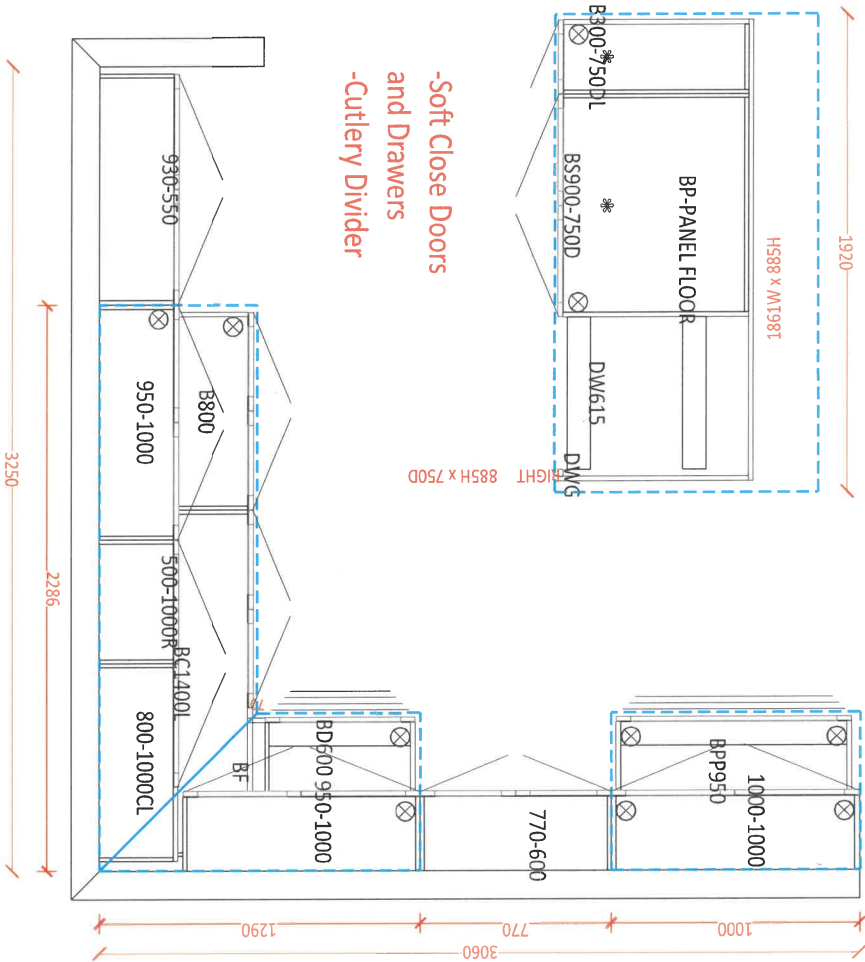 B300-750DL
BS900-750D
BP-PANEL FLOOR
1861W x 885H
1920
DW615
DWG
RIGHT 885H x 750D
-Soft Close Doors
and Drawers
-Cutlery Divider
930-550
950-1000
B800
500-1000R
BC1400L
800-1000CL
BF
BD600
950-1000
770-600
BPP950
1000-1000
3250
2286
1290
770
1000
3060